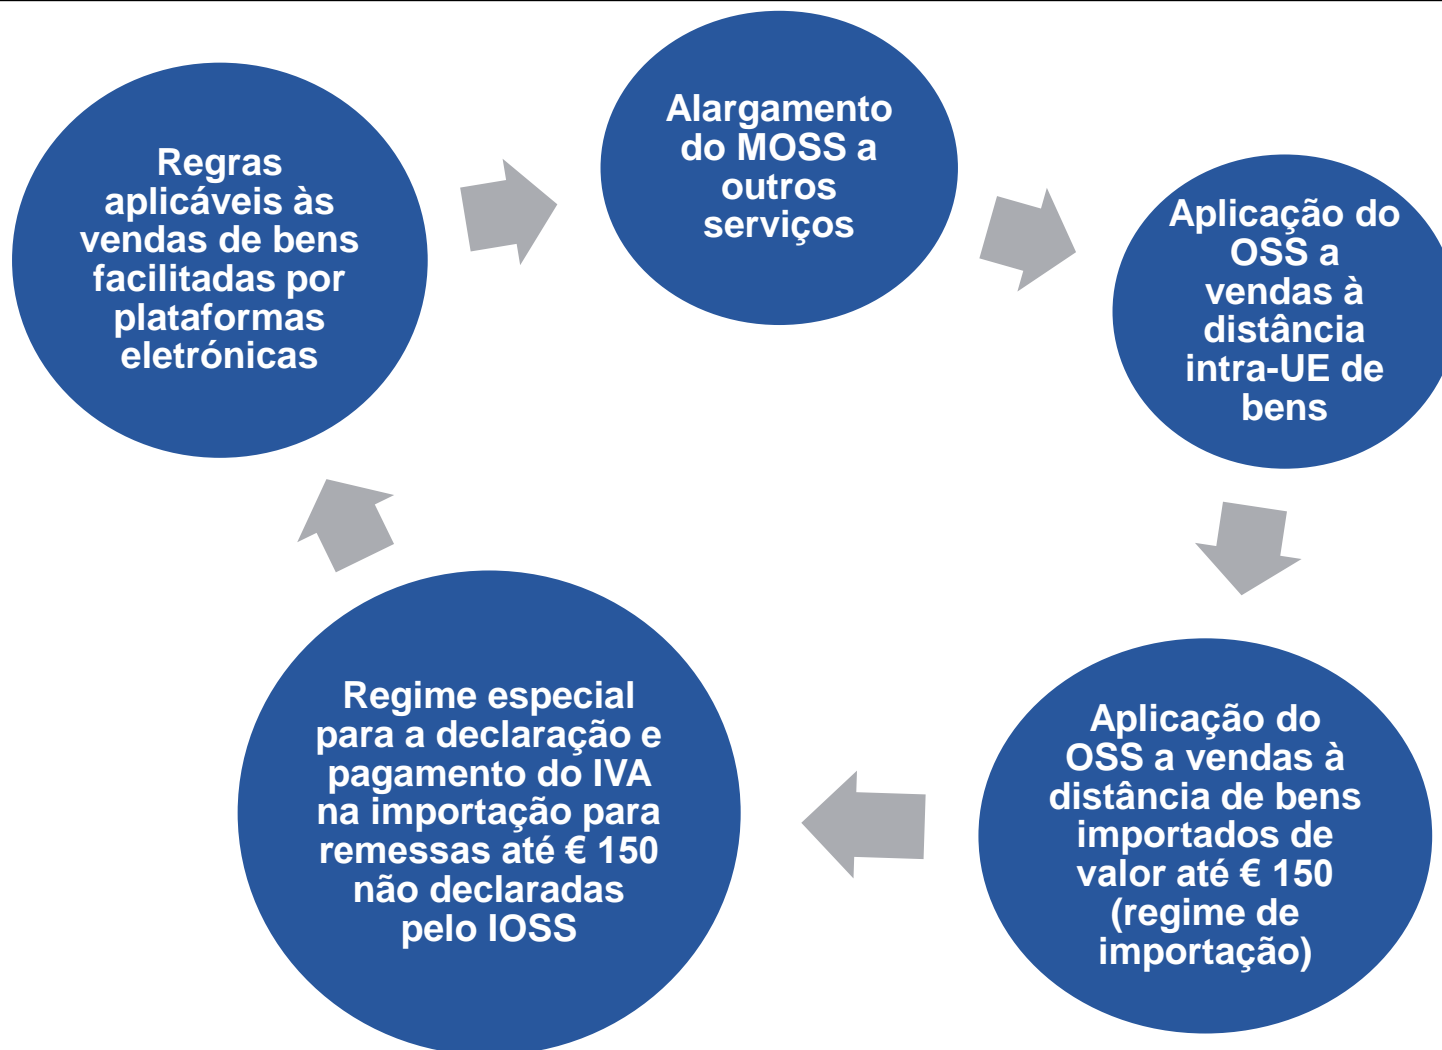 Alargamento
do MOSS a
outros
serviços
Aplicação do
OSS a
vendas à
distância
intra-UE de
bens
Aplicação do
OSS a vendas à
distância de bens
importados de
valor até € 150
(regime de
importação)
Regime especial
para a declaração e
pagamento do IVA
na importação para
remessas até € 150
não declaradas
pelo IOSS
Regras
aplicáveis às
vendas de bens
facilitadas por
plataformas
eletrónicas